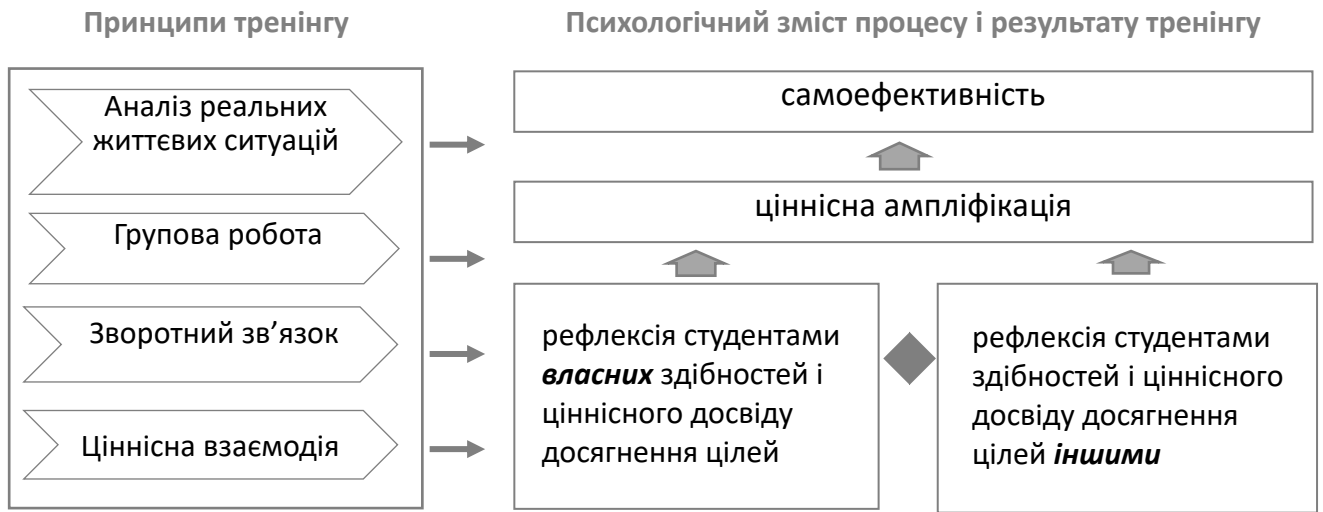 Принципи тренінгу
Психологічний зміст процесу і результату тренінгу
Аналіз реальних
життєвих ситуацій
Групова робота
Зворотний зв’язок
Ціннісна взаємодія
самоефективність
ціннісна ампліфікація
рефлексія студентами
власних здібностей і
ціннісного досвіду
досягнення цілей
рефлексія студентами
здібностей і ціннісного
досвіду досягнення
цілей іншими